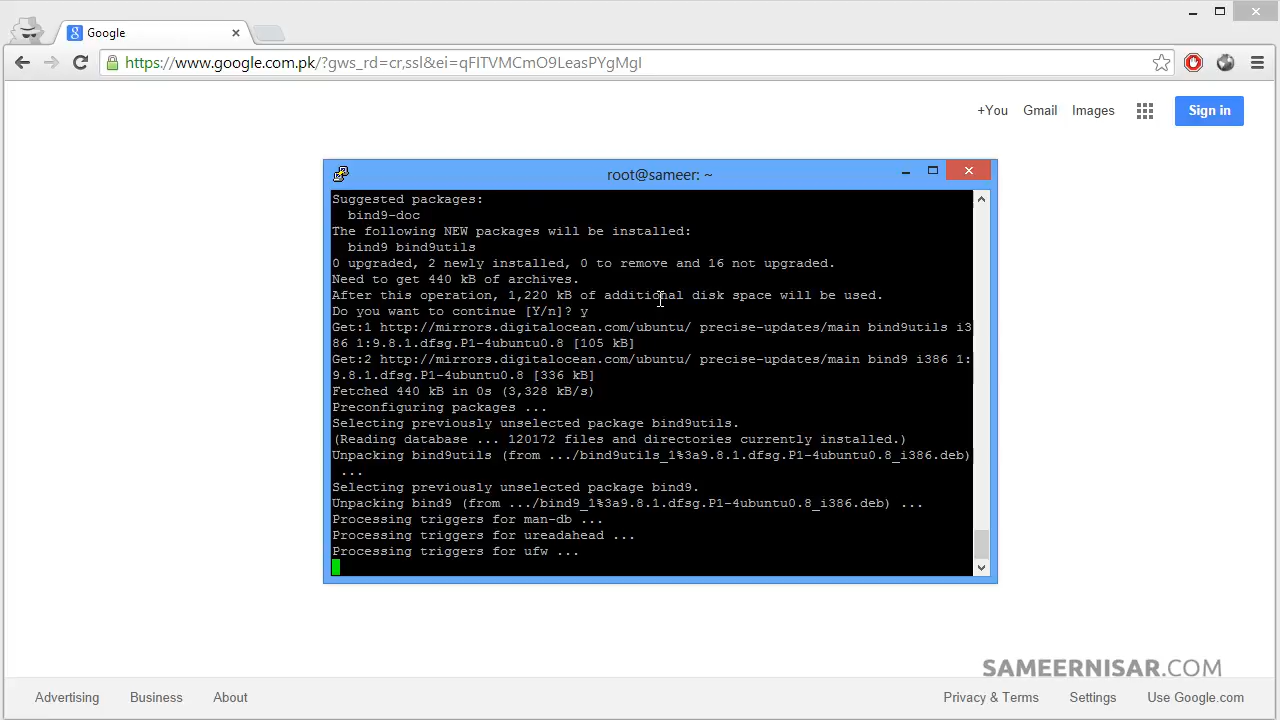 Google
https://www.google.com.pk/?gws_rd=cr,ssl&ei=qFITVMCmO9LeasPYgMgI
+You Gmail Images Sign in
root@sameer: ~
Suggested packages:
bind9-doc
The following NEW packages will be installed:
bind9 bind9utils
0 upgraded, 2 newly installed, 0 to remove and 16 not upgraded.
Need to get 440 kB of archives.
After this operation, 1,220 kB of additional disk space will be used.
Do you want to continue [Y/n]? y
Get:1 http://mirrors.digitalocean.com/ubuntu/ precise-updates/main bind9utils i3
86 1:9.8.1.dfsg.P1-4ubuntu0.8 [105 kB]
Get:2 http://mirrors.digitalocean.com/ubuntu/ precise-updates/main bind9 i386 1:
9.8.1.dfsg.P1-4ubuntu0.8 [336 kB]
Fetched 440 kB in 0s (3,328 kB/s)
Preconfiguring packages ...
Selecting previously unselected package bind9utils.
(Reading database ... 120172 files and directories currently installed.)
Unpacking bind9utils (from .../bind9utils_1%3a9.8.1.dfsg.P1-4ubuntu0.8_i386.deb)
...
Selecting previously unselected package bind9.
Unpacking bind9 (from .../bind9_1%3a9.8.1.dfsg.P1-4ubuntu0.8_i386.deb) ...
Processing triggers for man-db ...
Processing triggers for ureadahead ...
Processing triggers for ufw ...
SAMEERNISAR.COM
Advertising Business About Privacy & Terms Settings Use Google.com